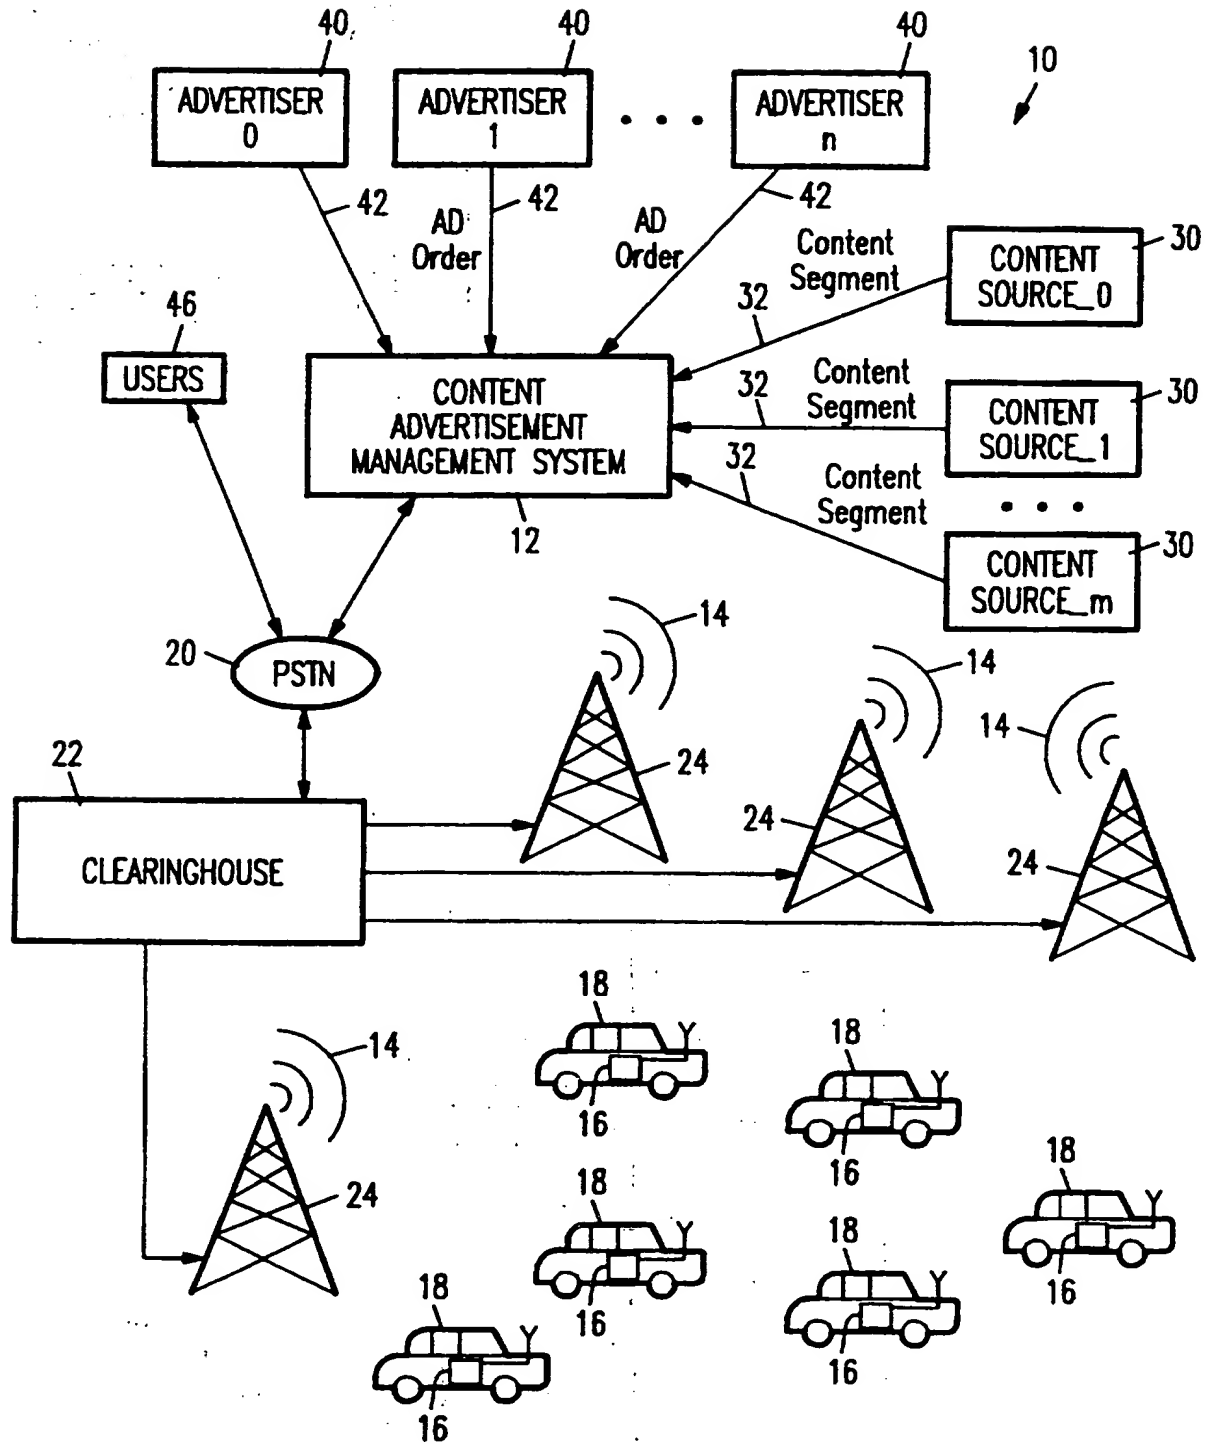 40
40
40
10
ADVERTISER
0
ADVERTISER
1
ADVERTISER
n
42
42
42
AD
Order
AD
Order
Content
Segment
32
CONTENT
SOURCE_0
30
46
USERS
CONTENT
ADVERTISEMENT
MANAGEMENT SYSTEM
12
Content
Segment
32
CONTENT
SOURCE_1
30
Content
Segment
32
CONTENT
SOURCE_m
30
20
PSTN
14
14
14
22
CLEARINGHOUSE
24
24
24
14
24
18
16
18
16
18
16
18
16
18
16
18
16